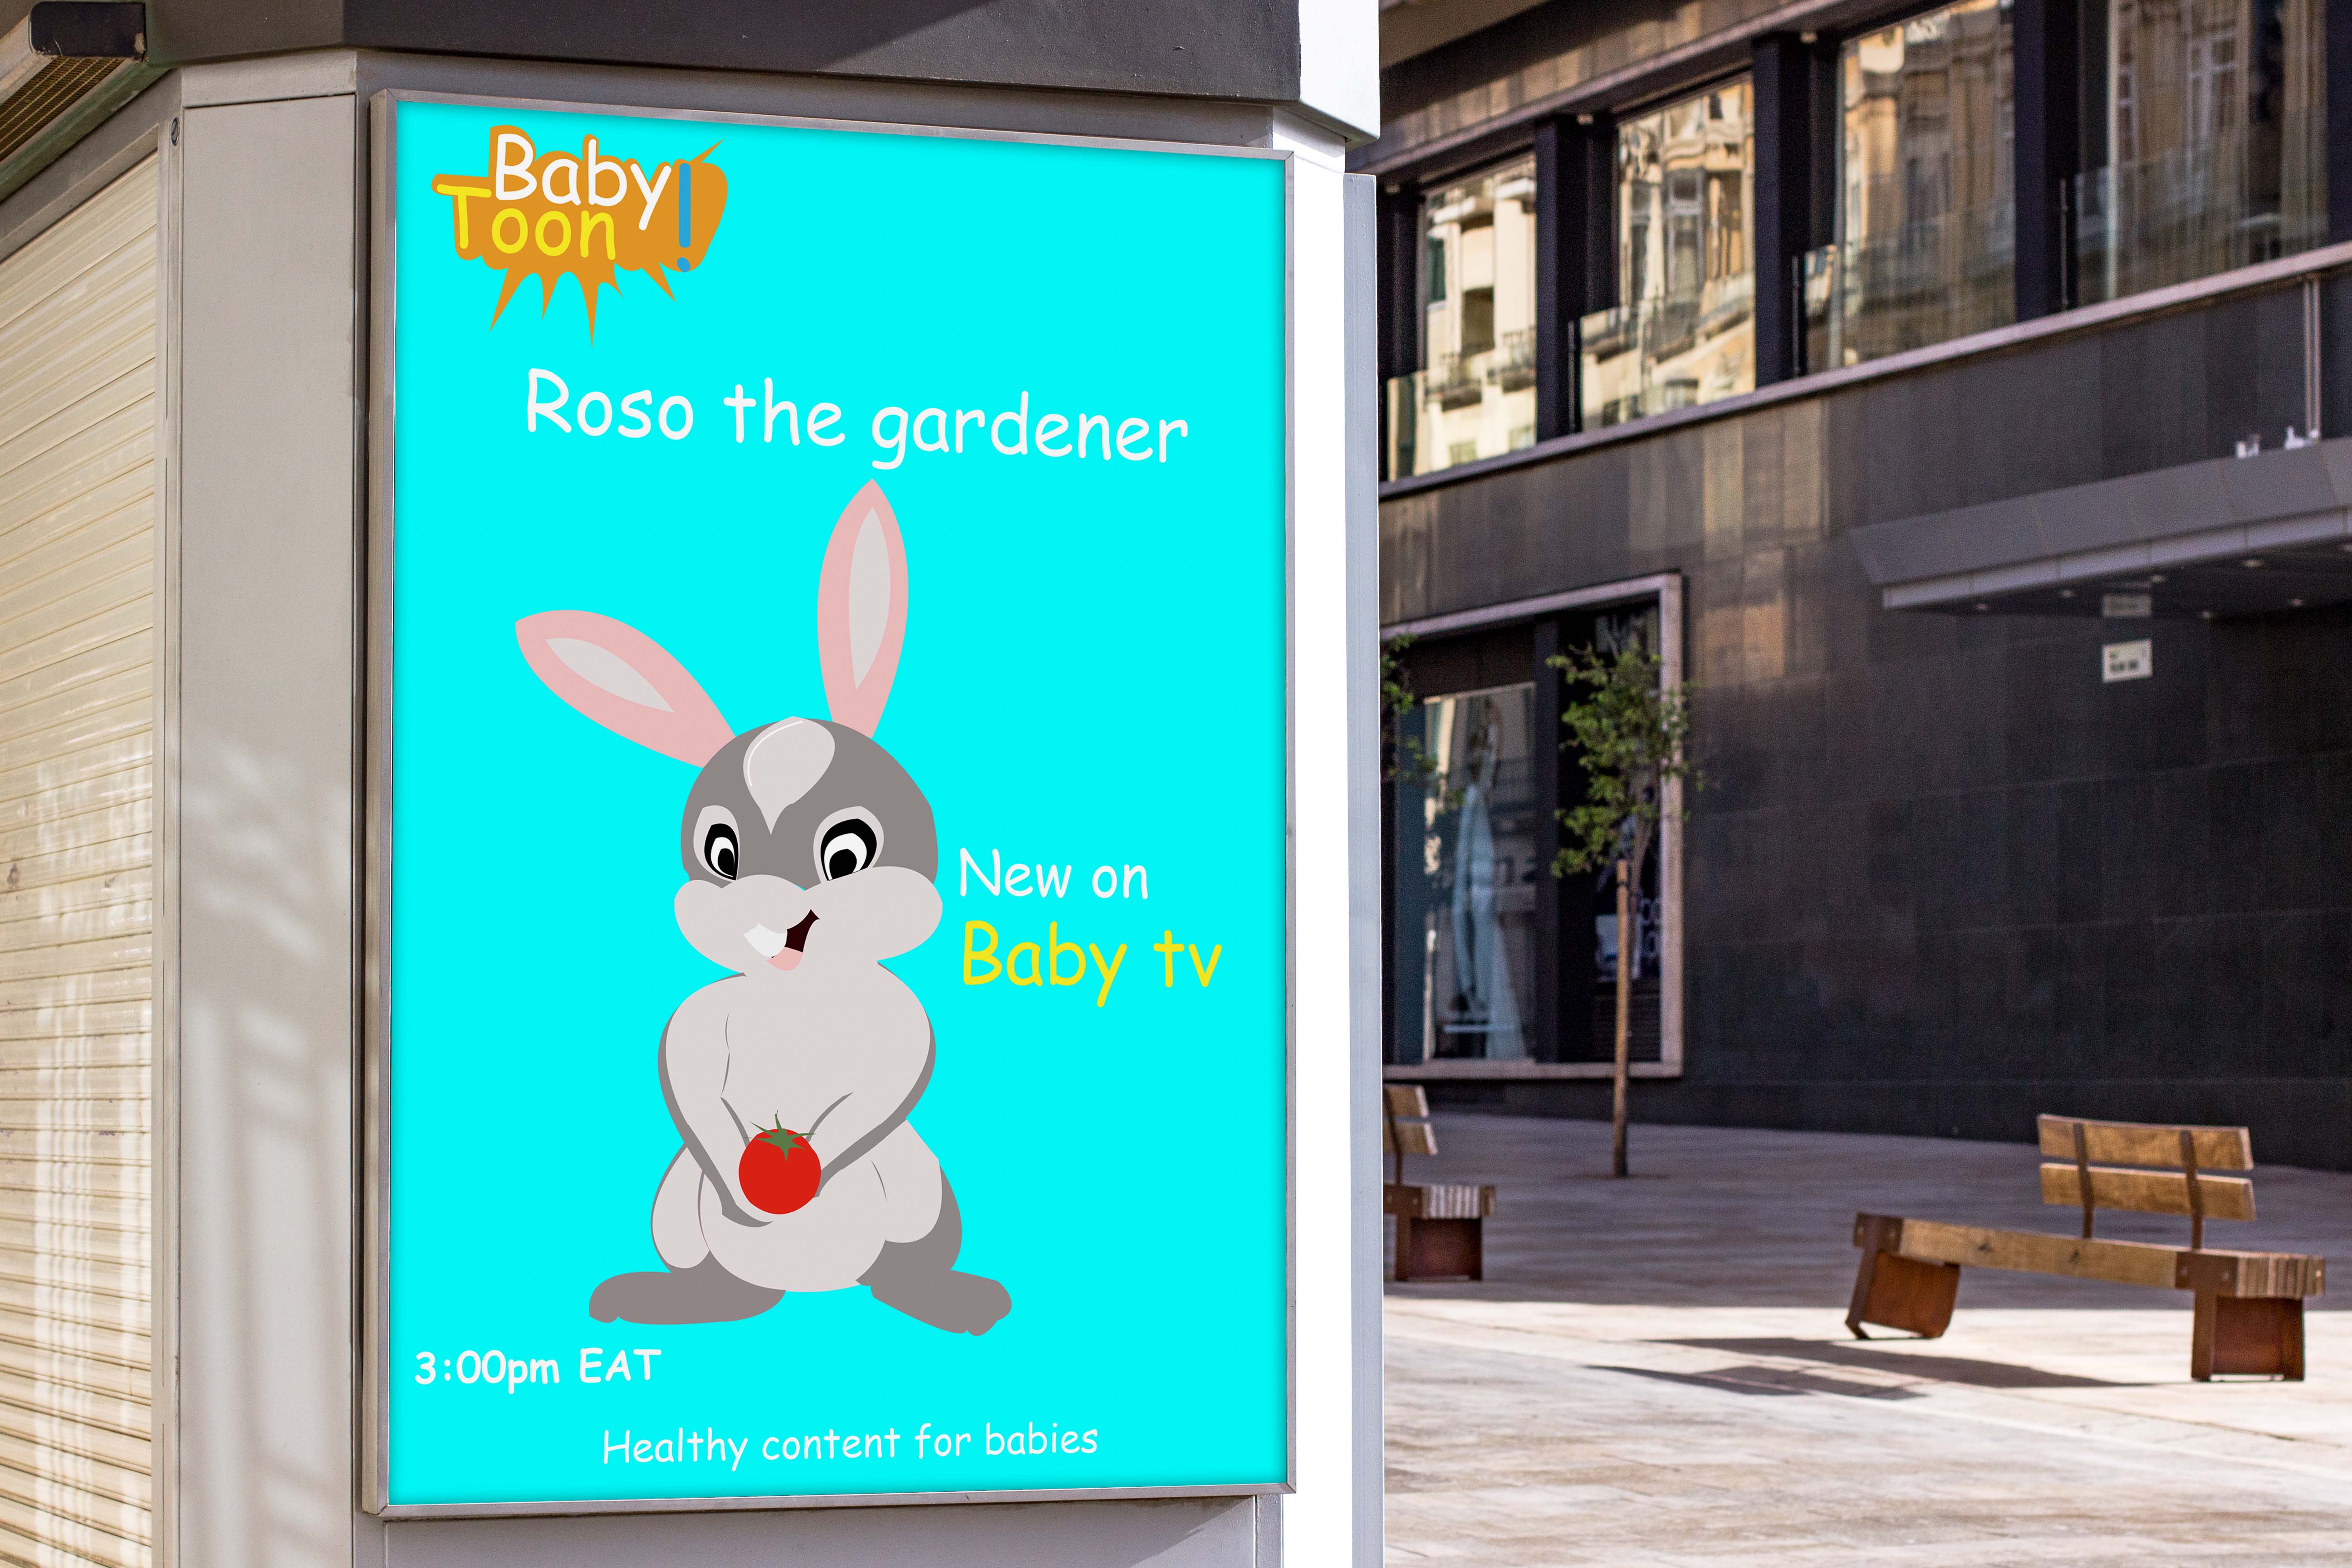 Baby
Toon!
Roso the gardener
New on
Baby tv
3:00pm EAT
Healthy content for babies